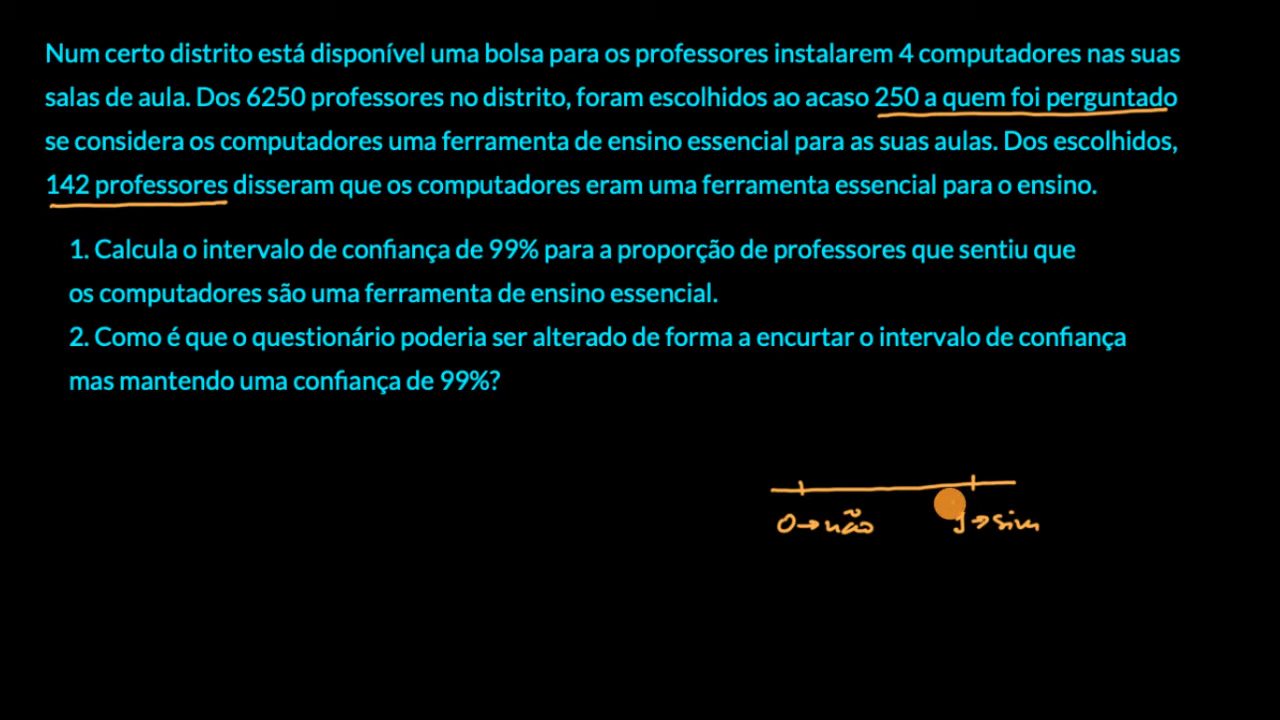 Num certo distrito está disponível uma bolsa para os professores instalarem 4 computadores nas suas
salas de aula. Dos 6250 professores no distrito, foram escolhidos ao acaso 250 a quem foi perguntado
se considera os computadores uma ferramenta de ensino essencial para as suas aulas. Dos escolhidos,
142 professores disseram que os computadores eram uma ferramenta essencial para o ensino.
1. Calcula o intervalo de confiança de 99% para a proporção de professores que sentiu que
os computadores são uma ferramenta de ensino essencial.
2. Como é que o questionário poderia ser alterado de forma a encurtar o intervalo de confiança
mas mantendo uma confiança de 99%?
0→não 1→sim